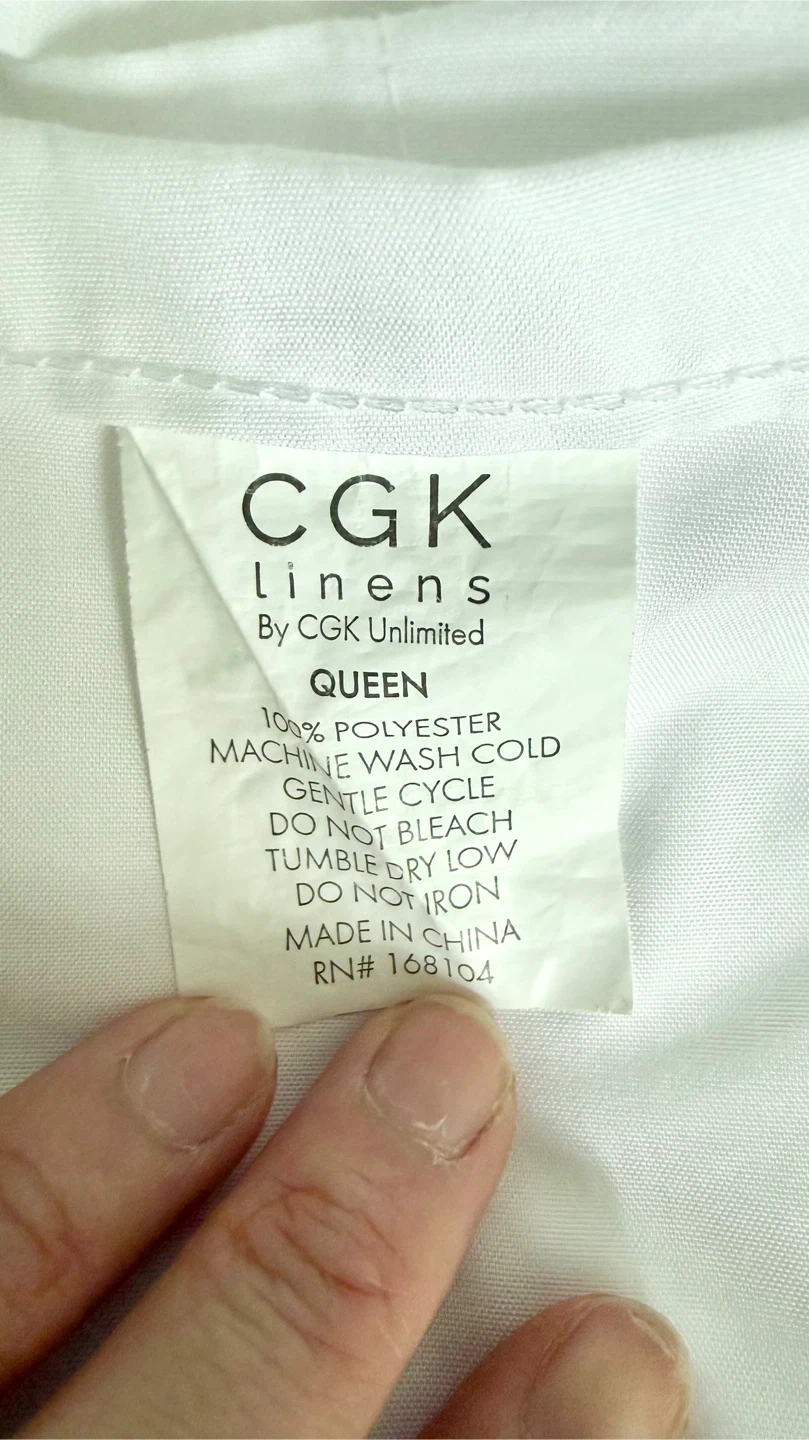 CGK
linens
By CGK Unlimited
QUEEN
100% POLYESTER
MACHINE WASH COLD
GENTLE CYCLE
DO NOT BLEACH
TUMBLE DRY LOW
DO NOT IRON
MADE IN CHINA
RN# 168104